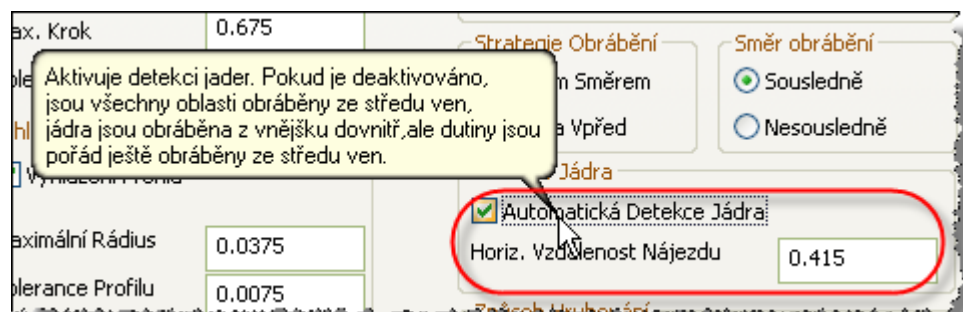 ax. Krok
0.675
Strategie Obrábění
Směr obrábění
Aktivuje detekci jader. Pokud je deaktivováno,
jsou všechny oblasti obráběny ze středu ven,
jádra jsou obráběna z vnějšku dovnitř,ale dutiny jsou
pořád ještě obráběny ze středu ven.
m Směrem
Sousledně
Vpřed
Nesousledně
Jádra
Automatická Detekce Jádra
aximální Rádius
0.0375
Horiz. Vzdálenost Nájezdu
0.415
olerance Profilu
0.0075